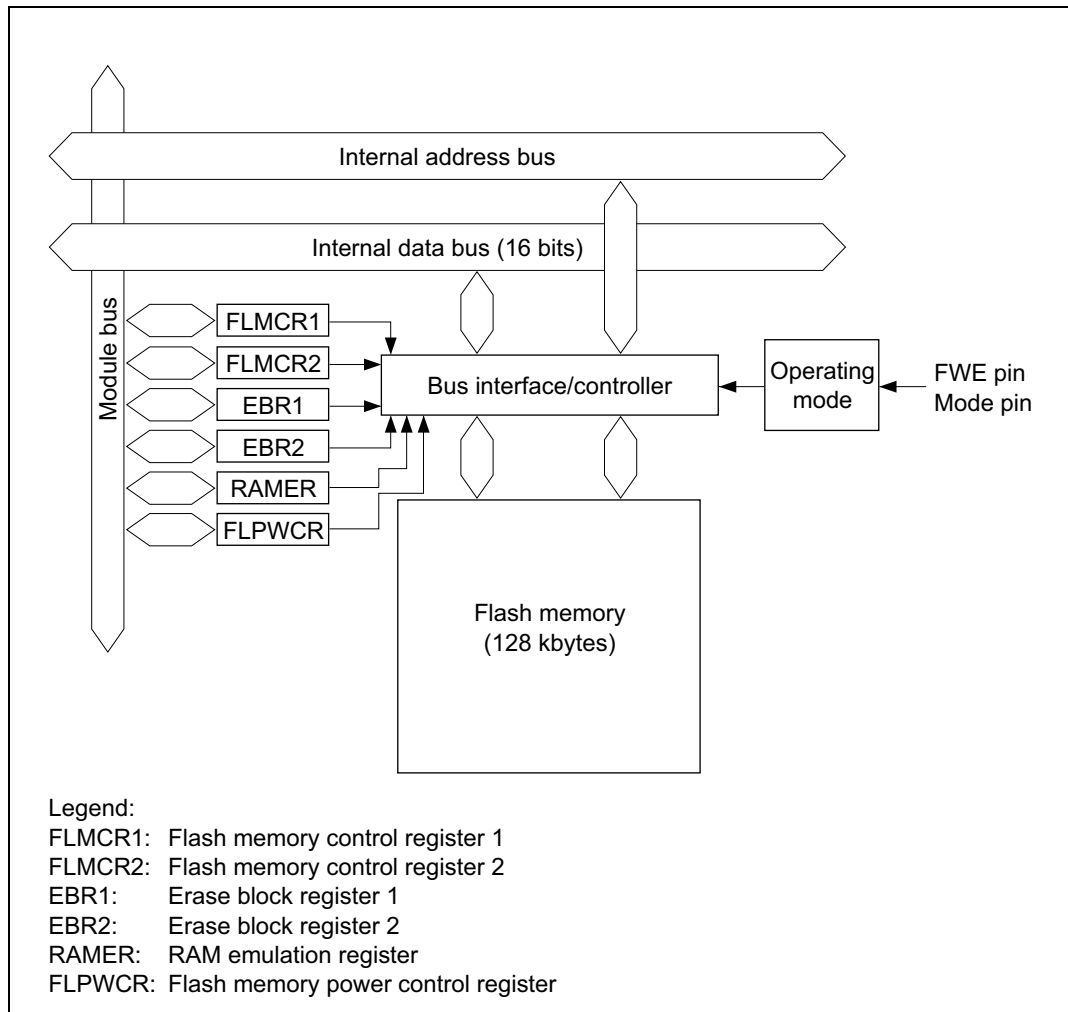 Internal address bus
Internal data bus (16 bits)
Module bus
FLMCR1
FLMCR2
EBR1
EBR2
RAMER
FLPWCR
Bus interface/controller
Operating
mode
FWE pin
Mode pin
Flash memory
(128 kbytes)
Legend:
FLMCR1: Flash memory control register 1
FLMCR2: Flash memory control register 2
EBR1: Erase block register 1
EBR2: Erase block register 2
RAMER: RAM emulation register
FLPWCR: Flash memory power control register